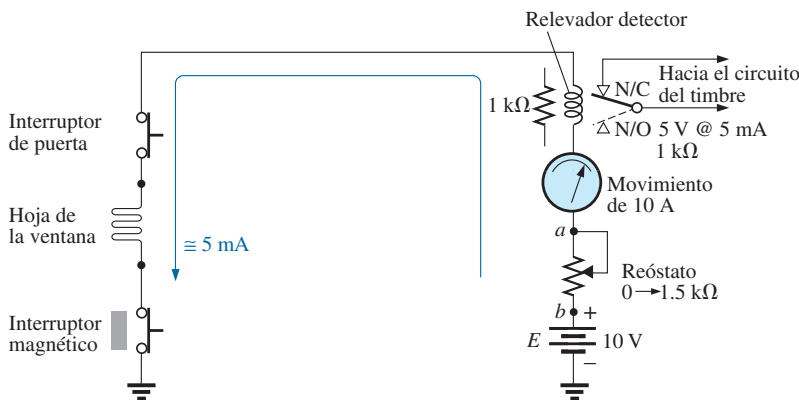 Relevador detector
Interruptor
de puerta
Hoja de
la ventana
Interruptor
magnético
≅ 5 mA
1 kΩ
N/C
Hacia el circuito
del timbre
N/O 5 V @ 5 mA
1 kΩ
Movimiento
de 10 A
a
Reóstato
0 → 1.5 kΩ
b
+
E
10 V
−